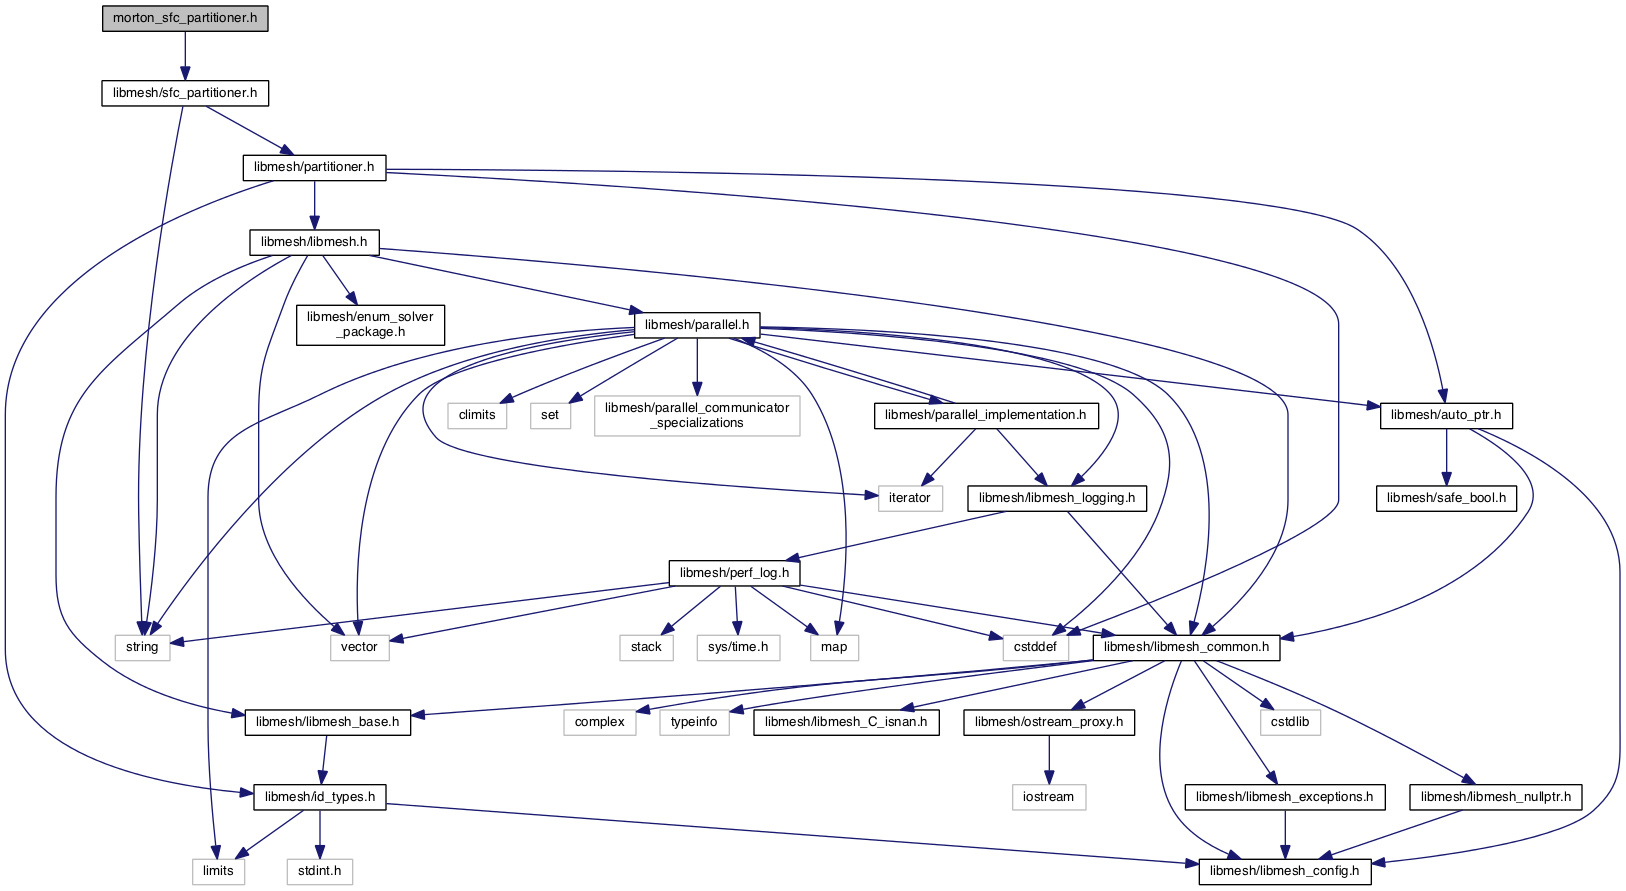 morton_sfc_partitioner.h
libmesh/sfc_partitioner.h
libmesh/partitioner.h
libmesh/libmesh.h
libmesh/enum_solver
_package.h
libmesh/parallel.h
climits
set
libmesh/parallel_communicator
_specializations
libmesh/parallel_implementation.h
libmesh/auto_ptr.h
iterator
libmesh/libmesh_logging.h
libmesh/safe_bool.h
libmesh/perf_log.h
string
vector
stack
sys/time.h
map
cstddef
libmesh/libmesh_common.h
libmesh/libmesh_base.h
complex
typeinfo
libmesh/libmesh_C_isnan.h
libmesh/ostream_proxy.h
cstdlib
libmesh/id_types.h
iostream
libmesh/libmesh_exceptions.h
libmesh/libmesh_nullptr.h
limits
stdint.h
libmesh/libmesh_config.h